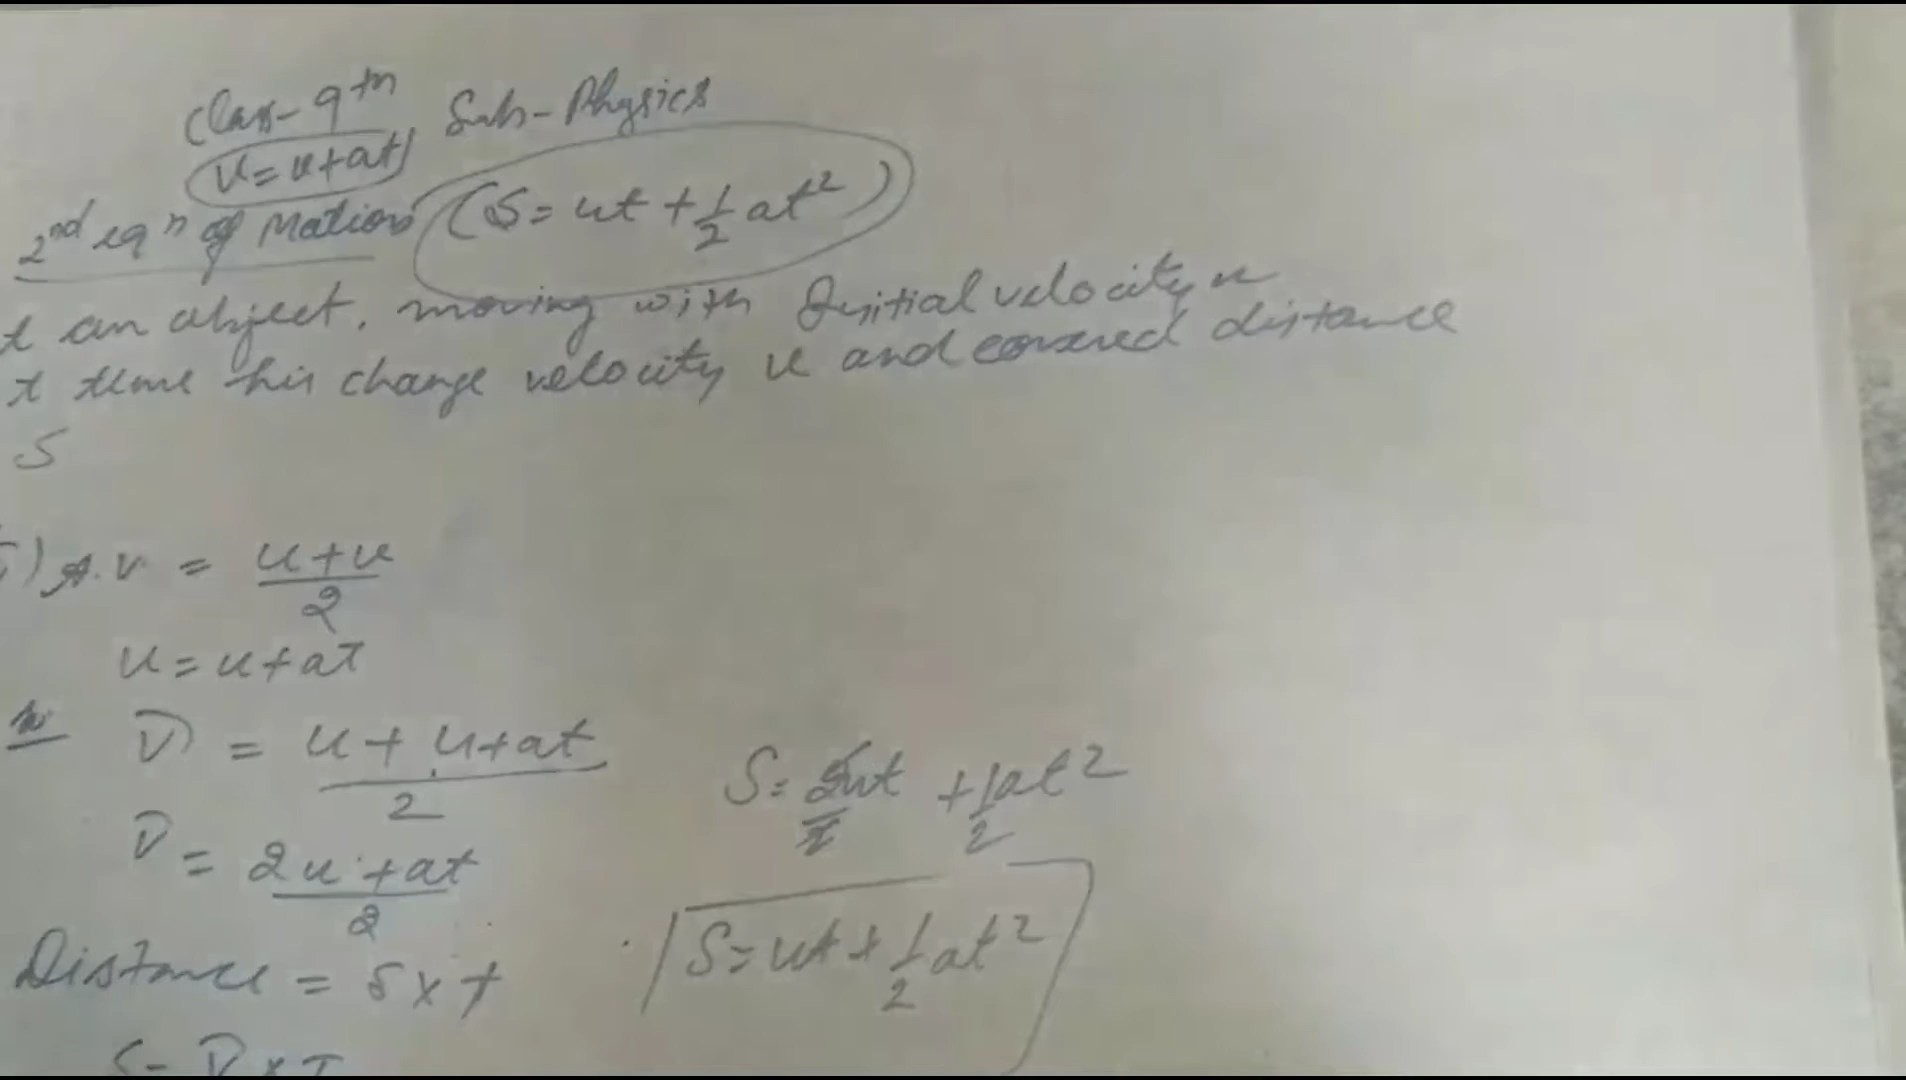 Class-9th Sub-Physics
v=u+at
2nd eqn of Motion (S=ut+1/2 at²)
t an object, moving with Initial velocity u
t time his change velocity v and covered distance
S
A.V = u+v/2
v=u+at
V̄ = u+u+at/2
V̄ = 2u+at/2
Distance = S×t
S=V̄×T
S=2ut/2+1/2 at²
S=ut+1/2 at²